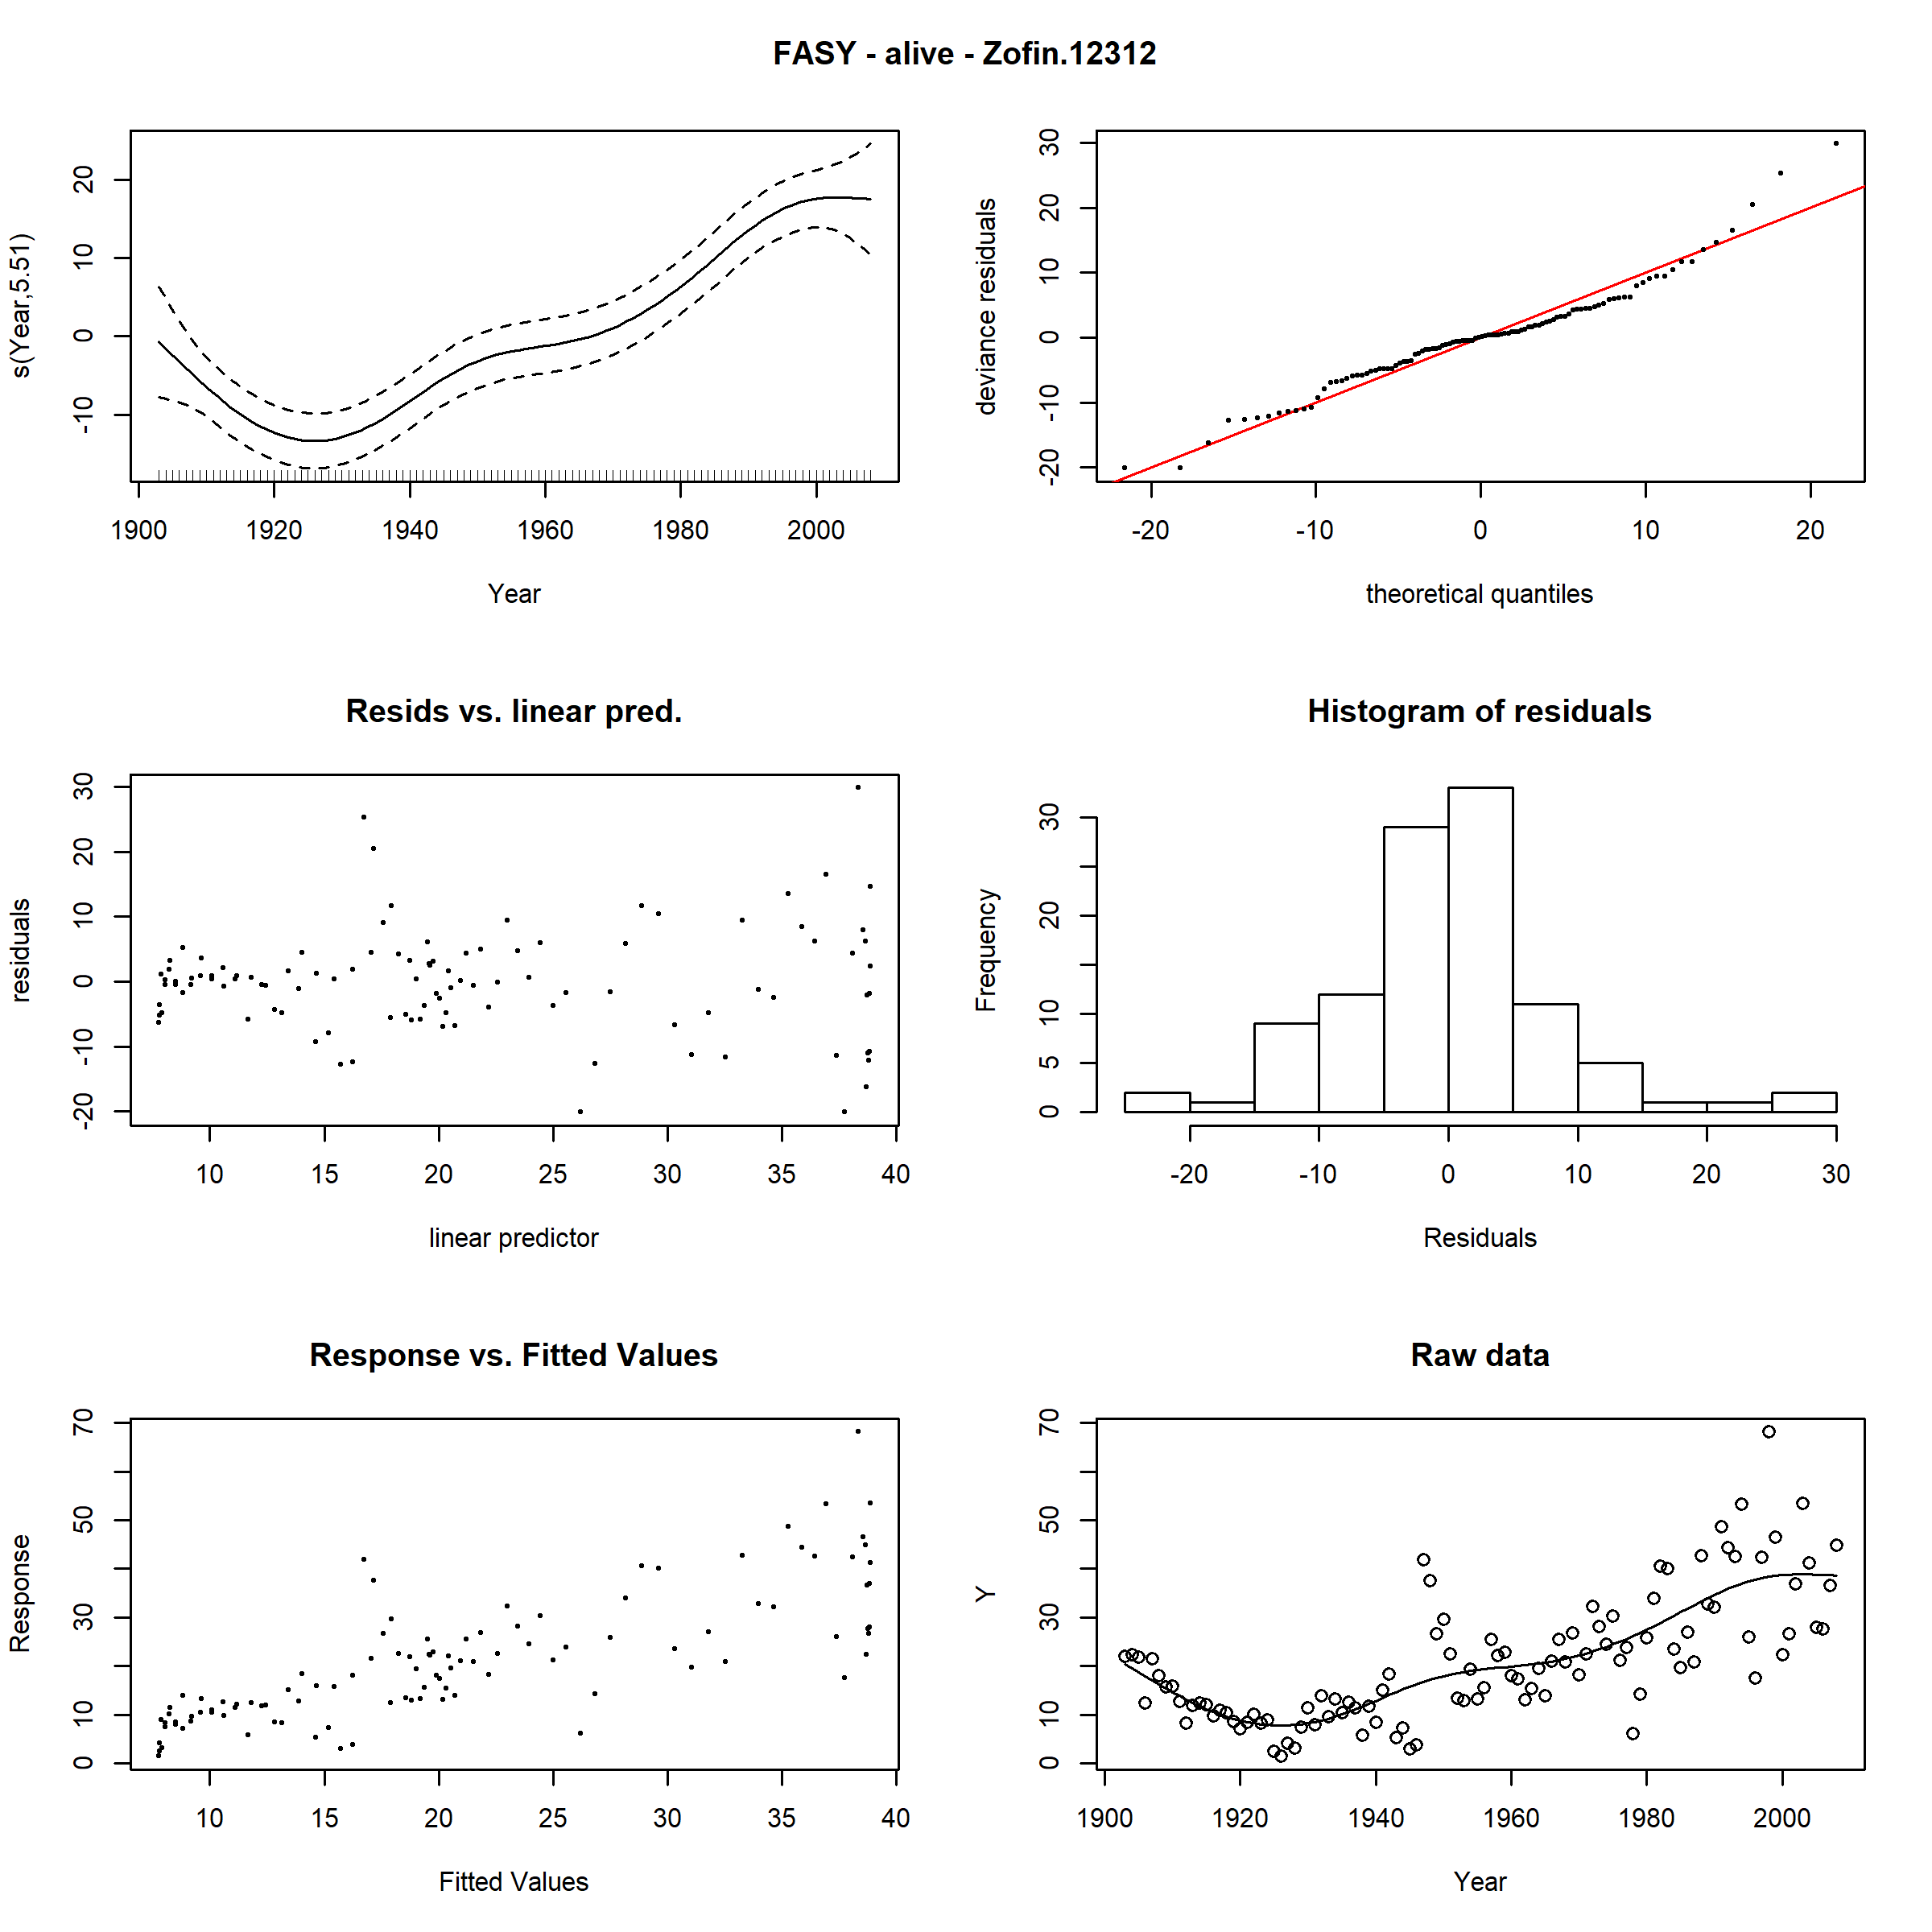 FASY - alive - Zofin.12312
s(Year,5.51)
20
10
0
-10
1900 1920 1940 1960 1980 2000
Year
deviance residuals
30
20
10
0
-10
-20
-20 -10 0 10 20
theoretical quantiles
Resids vs. linear pred.
residuals
30
20
10
0
-10
-20
10 15 20 25 30 35 40
linear predictor
Histogram of residuals
Frequency
30
20
10
5
0
-20 -10 0 10 20 30
Residuals
Response vs. Fitted Values
Response
70
50
30
10
0
10 15 20 25 30 35 40
Fitted Values
Raw data
Y
70
50
30
10
0
1900 1920 1940 1960 1980 2000
Year